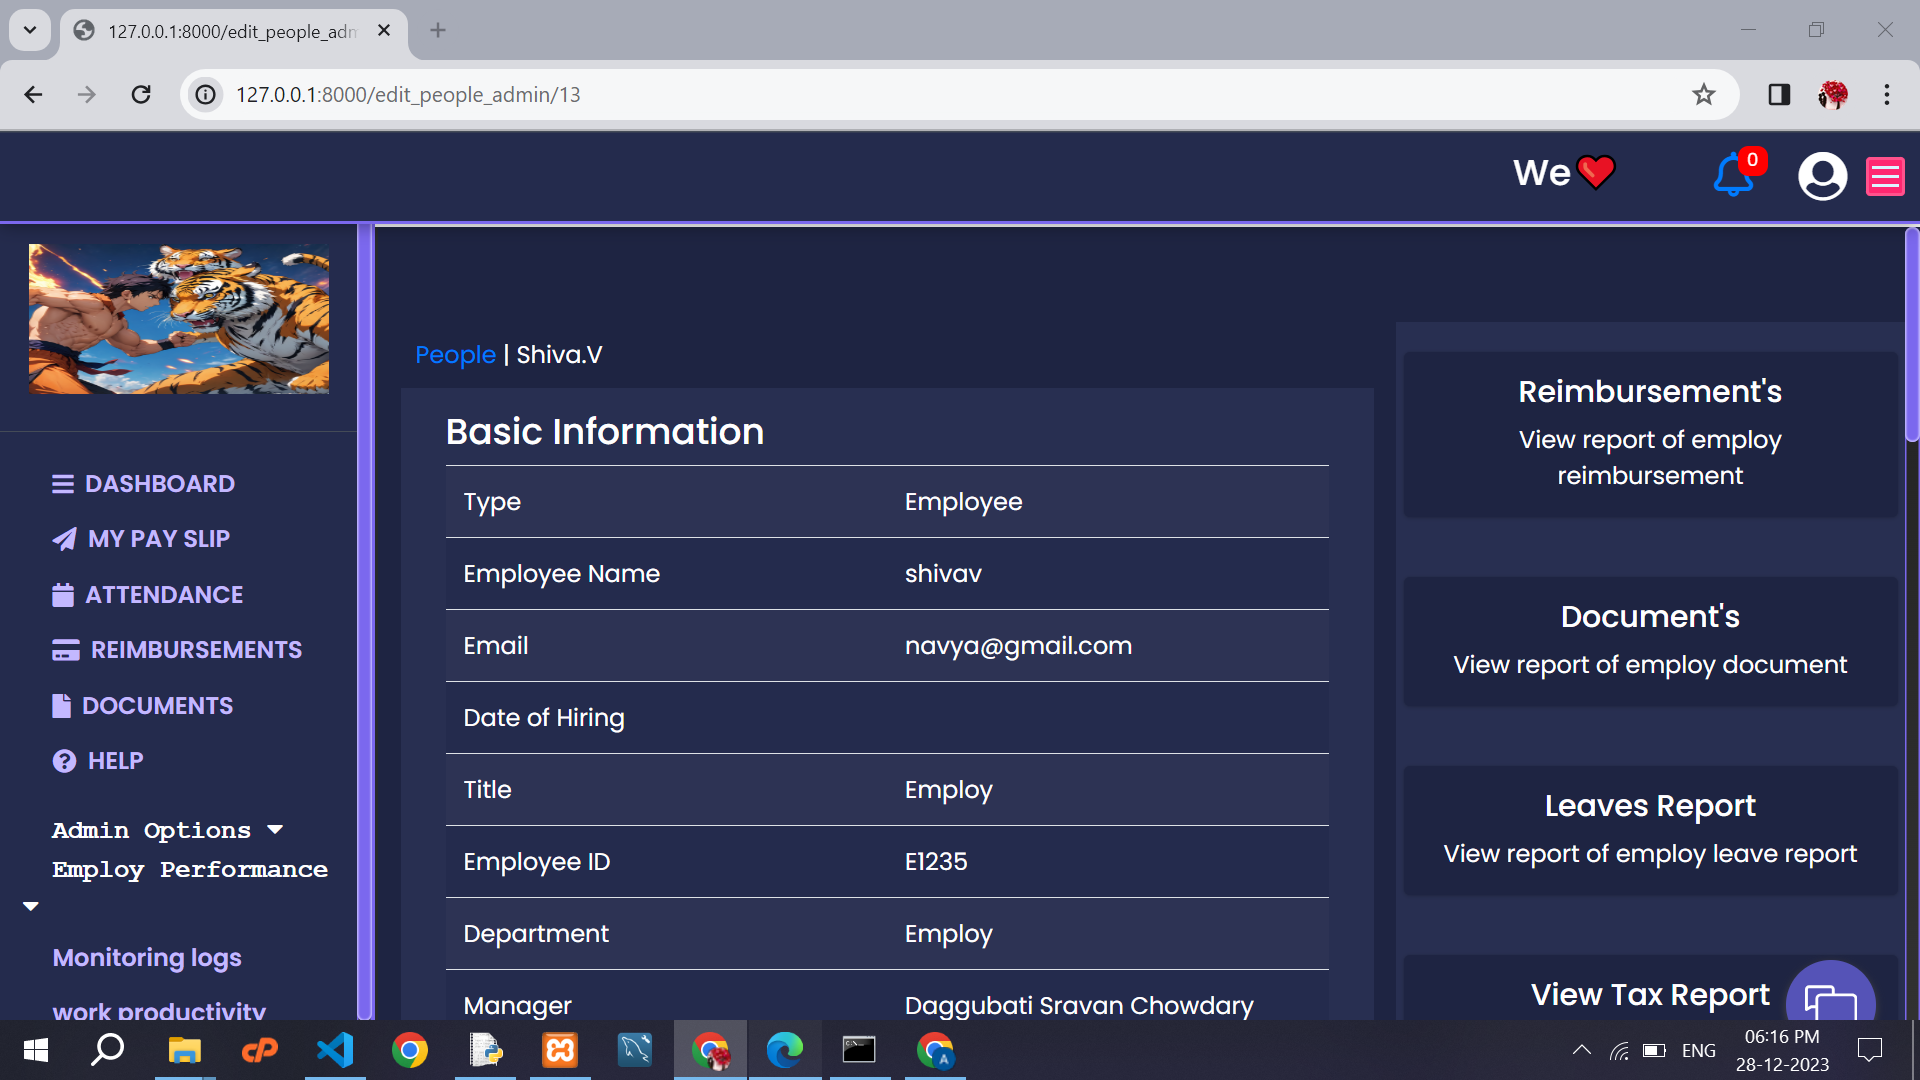 127.0.0.1:8000/edit_people_adm
127.0.0.1:8000/edit_people_admin/13
We
0
People | Shiva.V
Basic Information
Type Employee
Employee Name shivav
Email navya@gmail.com
Date of Hiring
Title Employ
Employee ID E1235
Department Employ
Manager Daggubati Sravan Chowdary
DASHBOARD
MY PAY SLIP
ATTENDANCE
REIMBURSEMENTS
DOCUMENTS
HELP
Admin Options
Employ Performance
Monitoring logs
work productivity
Reimbursement's
View report of employ
reimbursement
Document's
View report of employ document
Leaves Report
View report of employ leave report
View Tax Report
ENG
06:16 PM
28-12-2023